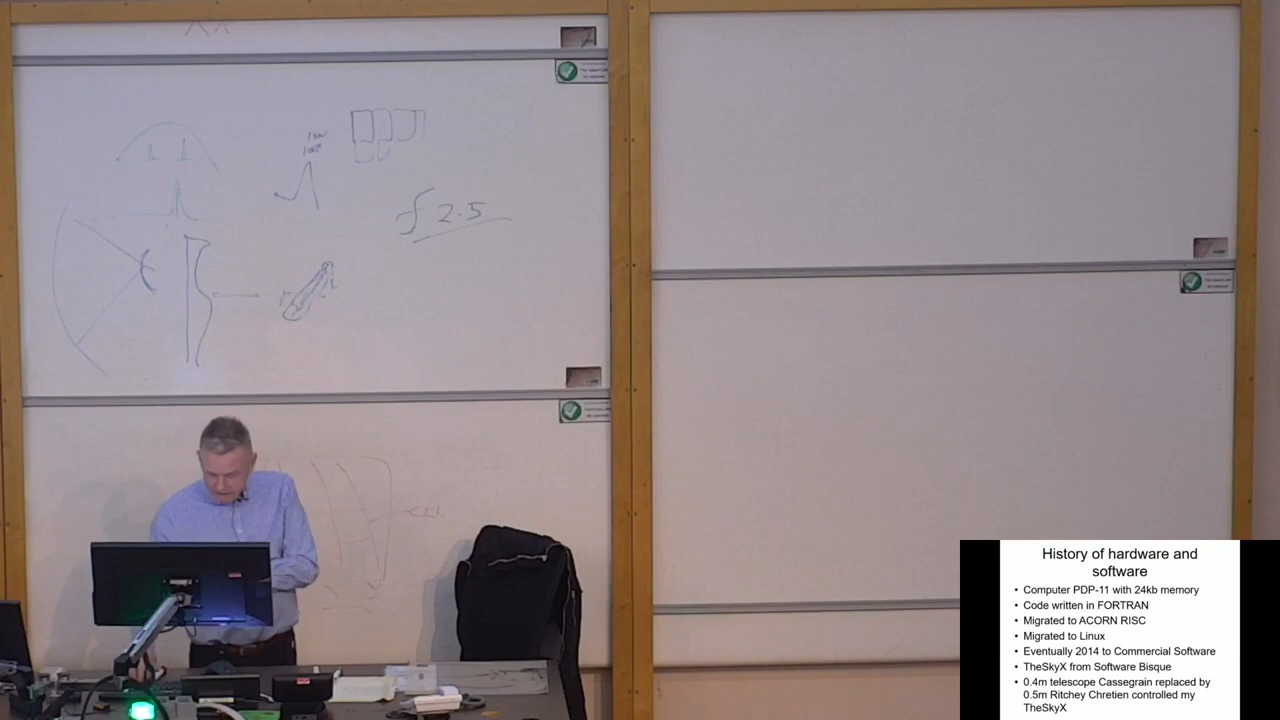 f 2.5
History of hardware and
software
• Computer PDP-11 with 24kb memory
• Code written in FORTRAN
• Migrated to ACORN RISC
• Migrated to Linux
• Eventually 2014 to Commercial Software
• TheSkyX from Software Bisque
• 0.4m telescope Cassegrain replaced by
0.5m Ritchey Chretien controlled my
TheSkyX